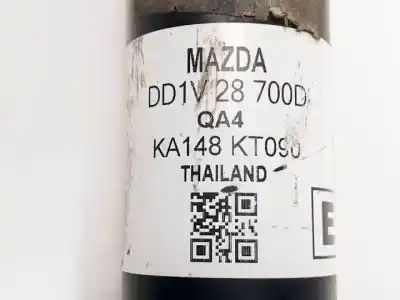 MAZDA
DD1V 28 700D
QA4
KA148 KT090
THAILAND
E